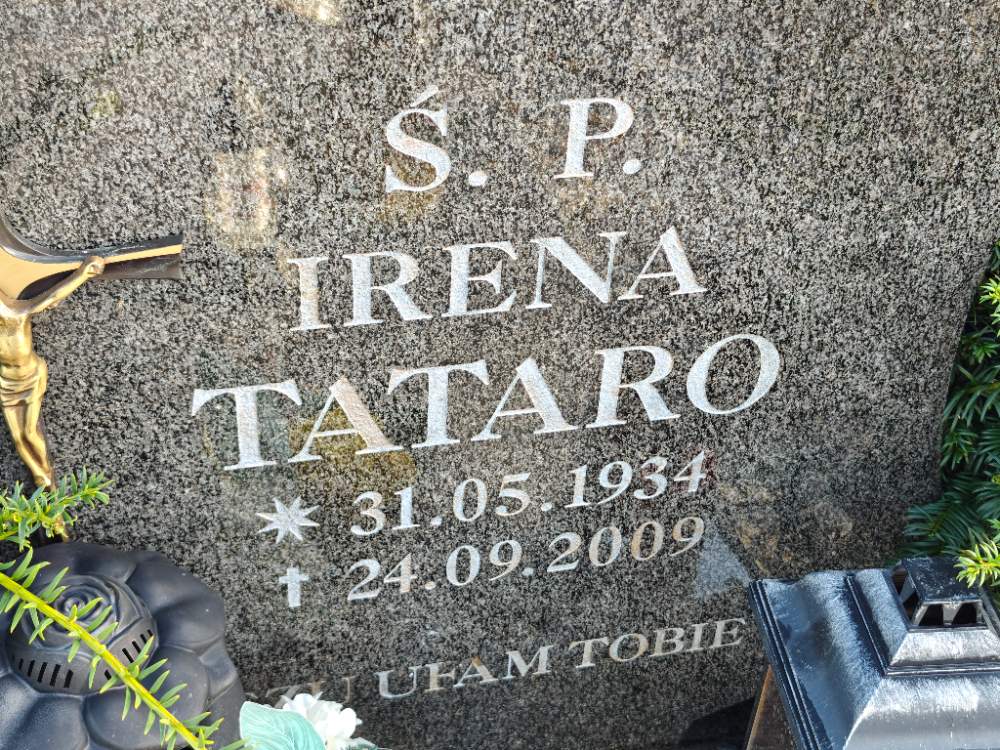 Ś. P.
IRENA
TATARO
31.05.1934
24.09.2009
UFAM TOBIE